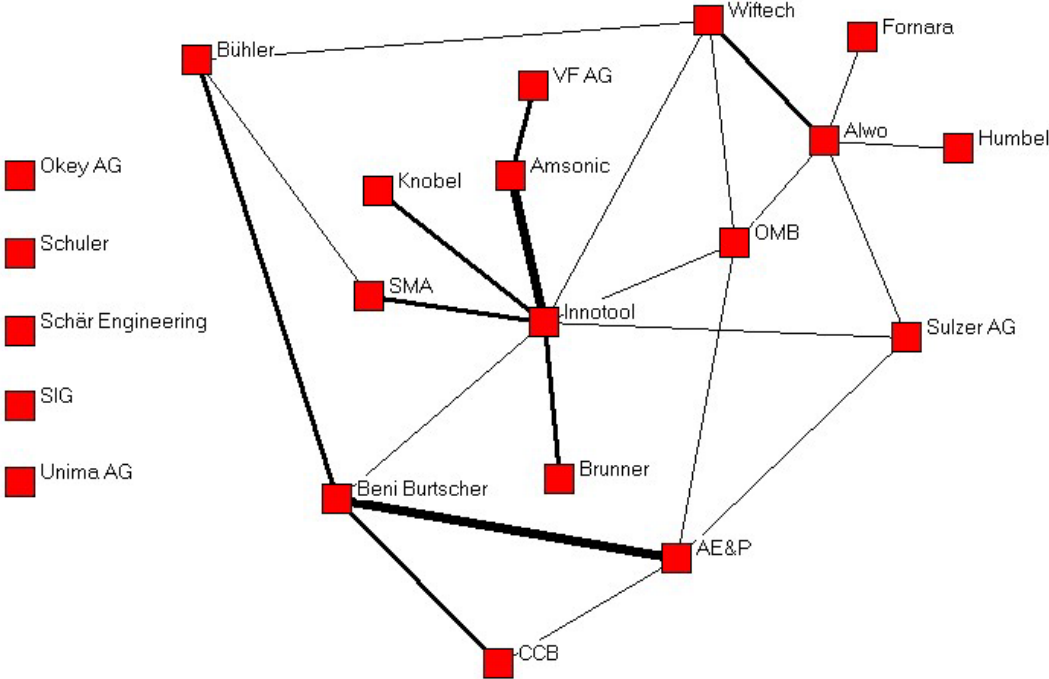 Wiftech
Fornara
Bühler
VF AG
Alwo
Humbel
Okey AG
Amsonic
Knobel
OMB
Schuler
SMA
Innotool
Schär Engineering
Sulzer AG
SIG
Unima AG
Brunner
Beni Burtscher
AE&P
CCB